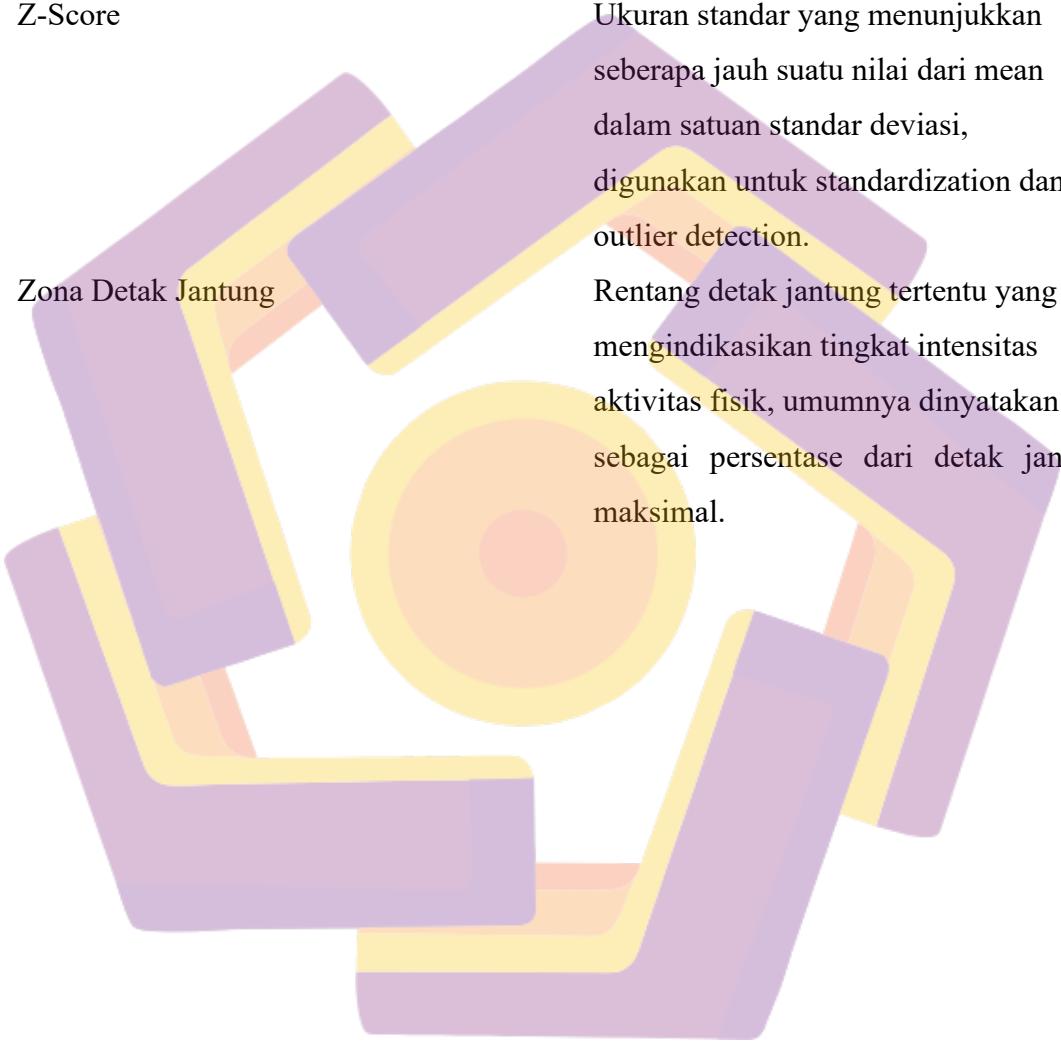 Z-Score
Ukuran standar yang menunjukkan
seberapa jauh suatu nilai dari mean
dalam satuan standar deviasi,
digunakan untuk standardization dan
outlier detection.
Zona Detak Jantung
Rentang detak jantung tertentu yang
mengindikasikan tingkat intensitas
aktivitas fisik, umumnya dinyatakan
sebagai persentase dari detak jan
maksimal.